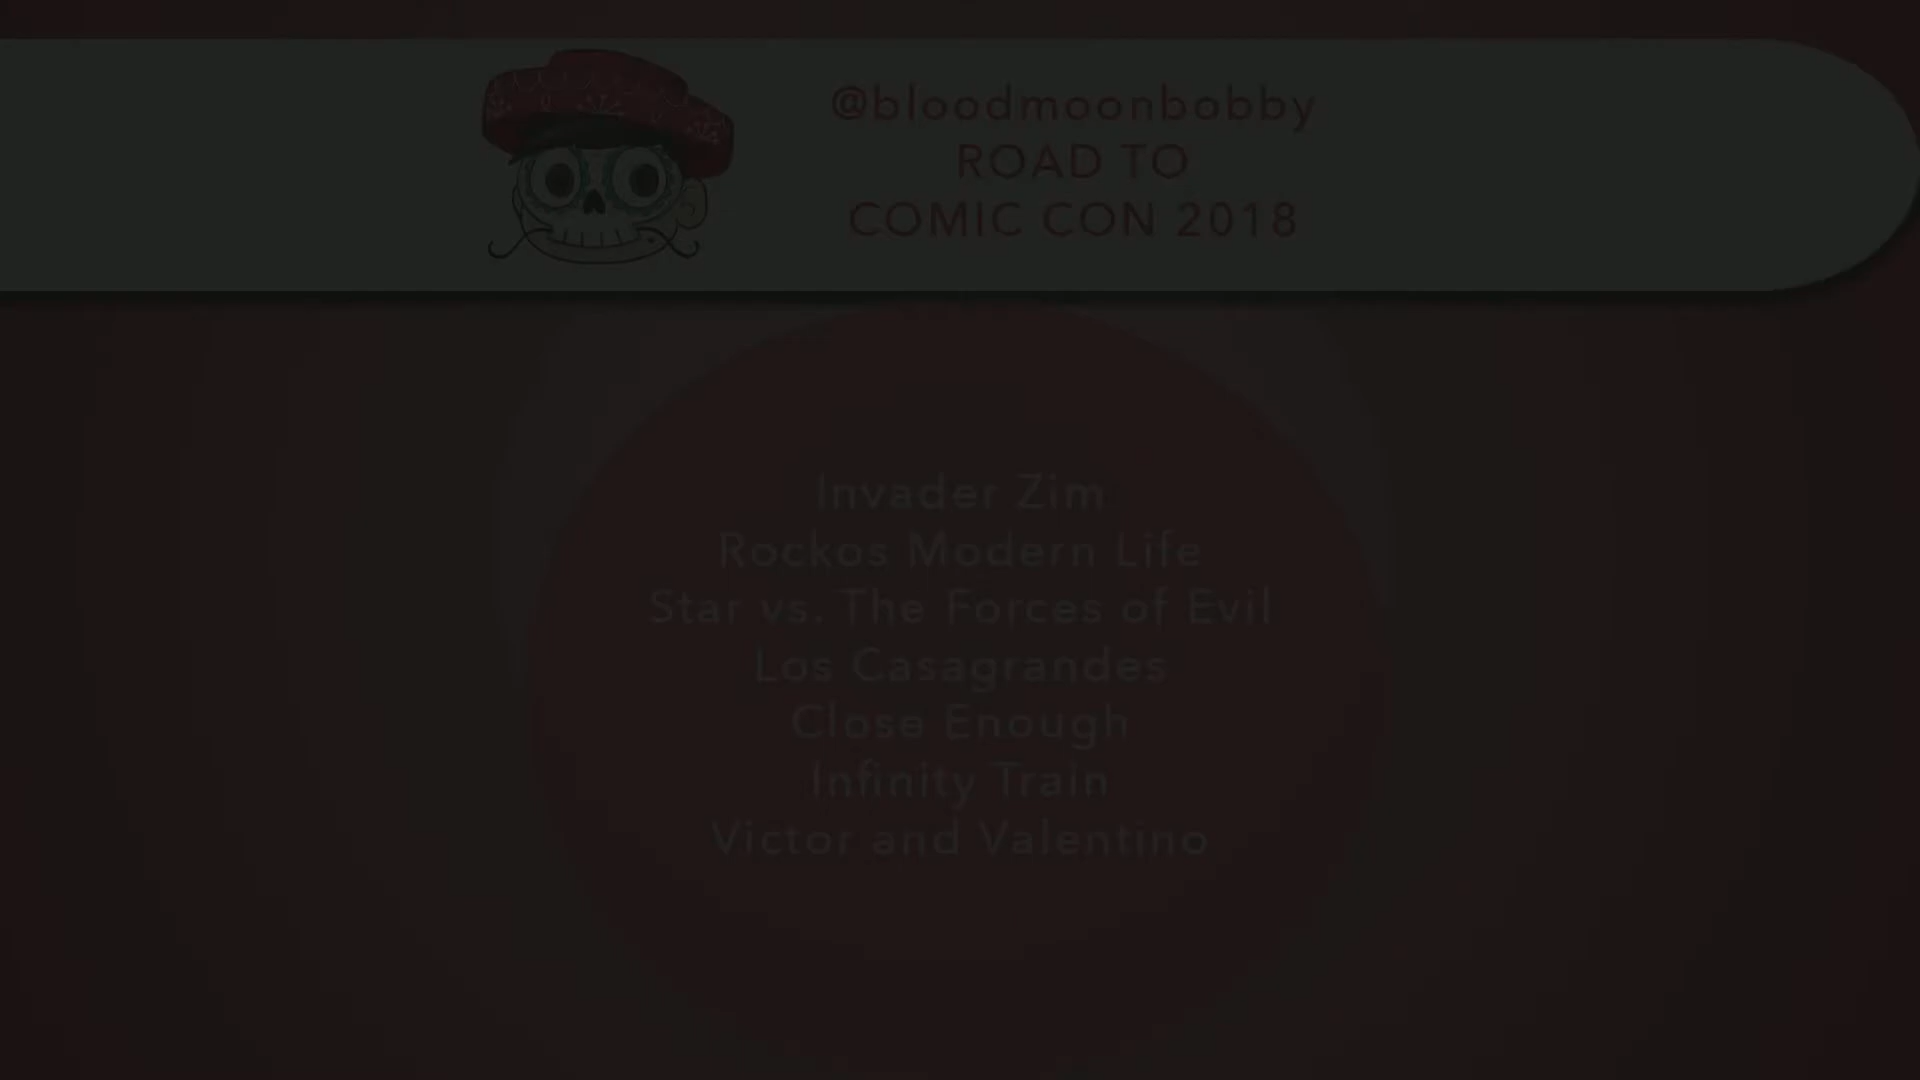 @bloodmoonbobby
ROAD TO
COMIC CON 2018
Invader Zim
Rockos Modern Life
Star vs. The Forces of Evil
Los Casagrandes
Close Enough
Infinity Train
Victor and Valentino